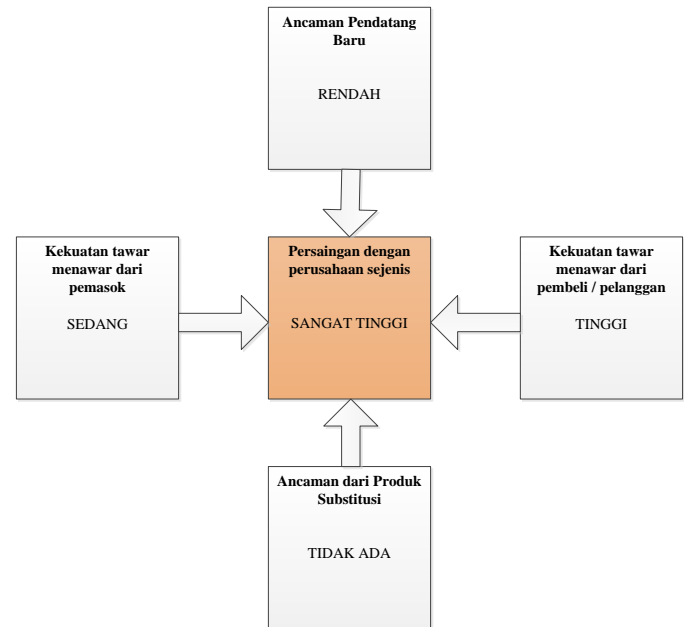 Ancaman Pendatang
Baru
RENDAH
Kekuatan tawar
menawar dari
pemasok
SEDANG
Persaingan dengan
perusahaan sejenis
SANGAT TINGGI
Kekuatan tawar
menawar dari
pembeli / pelanggan
TINGGI
Ancaman dari Produk
Substitusi
TIDAK ADA